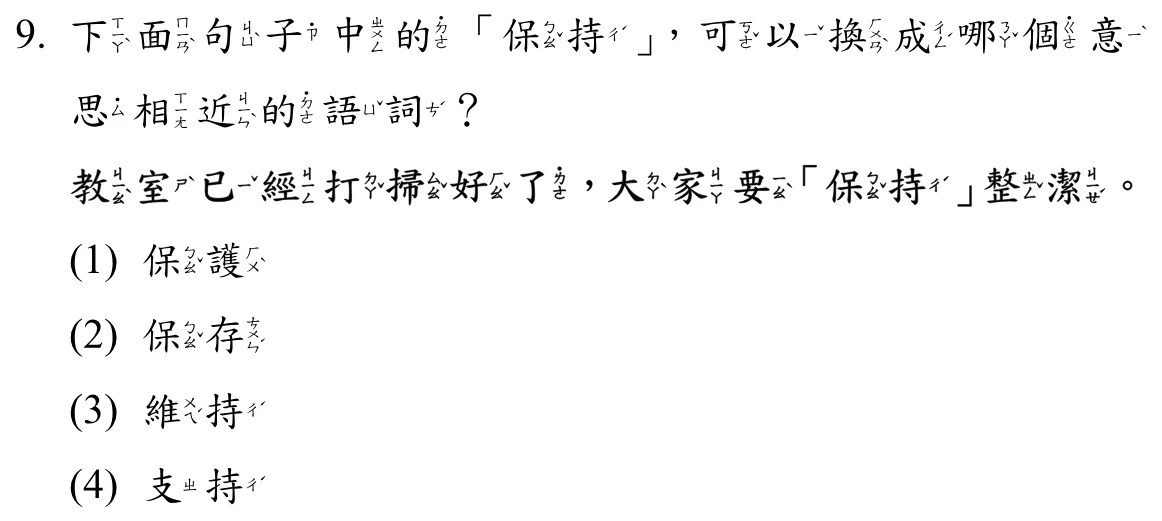 9. 下面句子中的「保持」，可以換成哪個意
思相近的語詞？
教室已經打掃好了，大家要「保持」整潔。
(1) 保護
(2) 保存
(3) 維持
(4) 支持